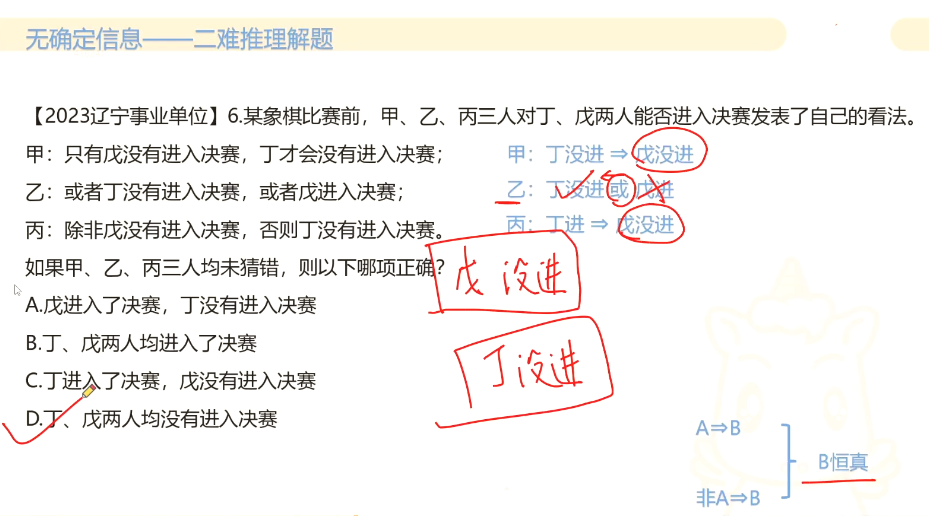 无确定信息——二难推理解题
【2023辽宁事业单位】6.某象棋比赛前，甲、乙、丙三人对丁、戊两人能否进入决赛发表了自己的看法。
甲：只有戊没有进入决赛，丁才会没有进入决赛；
乙：或者丁没有进入决赛，或者戊进入决赛；
丙：除非戊没有进入决赛，否则丁没有进入决赛。
如果甲、乙、丙三人均未猜错，则以下哪项正确？
A.戊进入了决赛，丁没有进入决赛
B.丁、戊两人均进入了决赛
C.丁进入了决赛，戊没有进入决赛
D.丁、戊两人均没有进入决赛
甲：丁没进 ⇒ 戊没进
乙：丁没进 或 戊进
丙：丁进 ⇒ 戊没进
戊 没进
丁没进
A⇒B
B恒真
非A⇒B